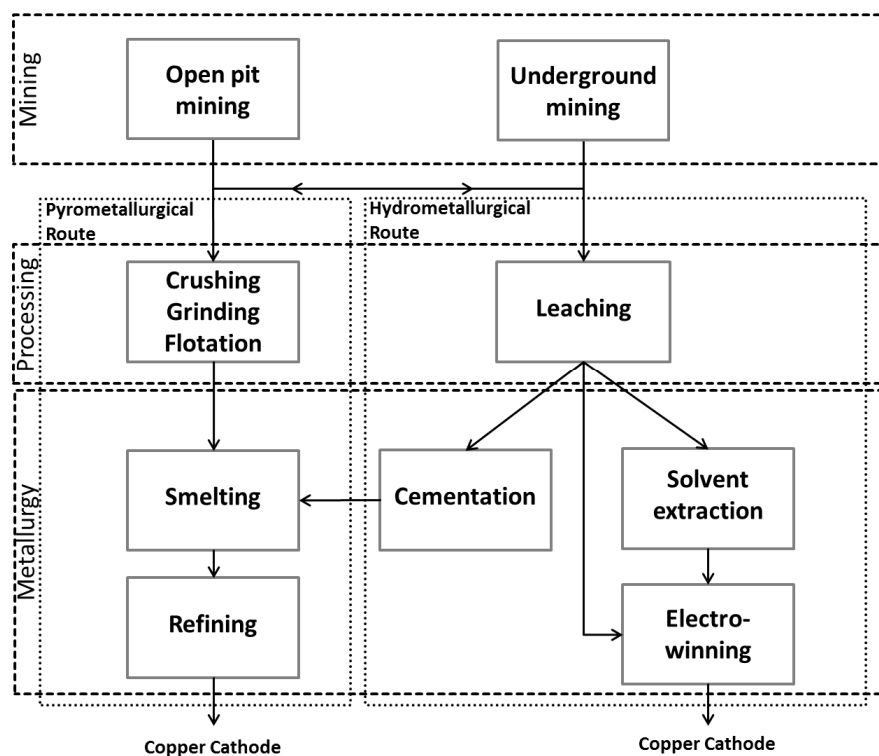 Mining
Open pit
mining
Underground
mining
Pyrometallurgical
Route
Hydrometallurgical
Route
Processing
Crushing
Grinding
Flotation
Leaching
Metallurgy
Smelting
Cementation
Solvent
extraction
Refining
Electro-
winning
Copper Cathode
Copper Cathode